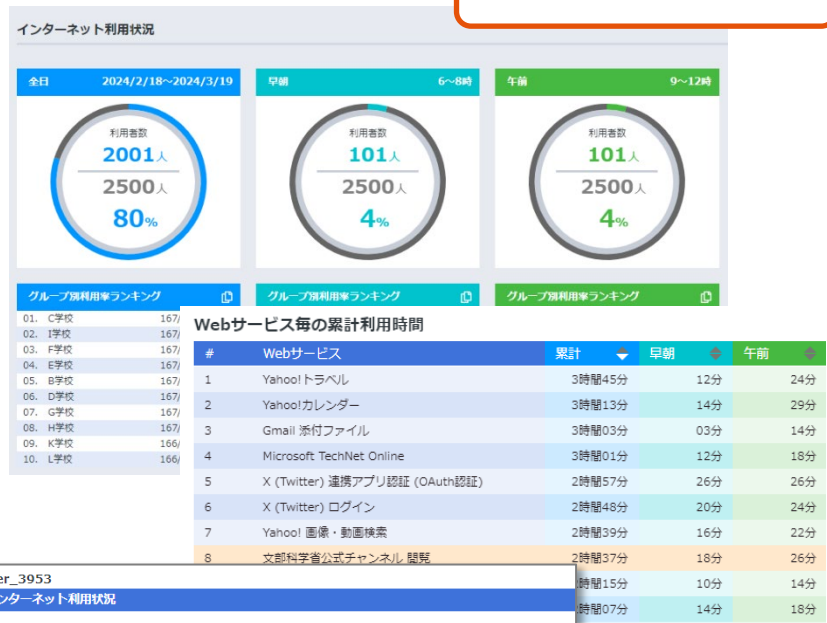 インターネット利用状況
全日 2024/2/18～2024/3/19
利用者数
2001人
2500人
80%
早朝 6～8時
利用者数
101人
2500人
4%
午前 9～12時
利用者数
101人
2500人
4%
グループ別利用率ランキング
グループ別利用率ランキング
グループ別利用率ランキング
01. C学校 167/
02. I学校 167/
03. F学校 167/
04. E学校 167/
05. B学校 167/
06. D学校 167/
07. G学校 167/
08. H学校 167/
09. K学校 166/
10. L学校 166/
Webサービス毎の累計利用時間
# Webサービス 累計 早朝 午前
1 Yahoo!トラベル 3時間45分 12分 24分
2 Yahoo!カレンダー 3時間13分 14分 29分
3 Gmail 添付ファイル 3時間03分 03分 14分
4 Microsoft TechNet Online 3時間01分 12分 18分
5 X (Twitter) 連携アプリ認証 (OAuth認証) 2時間57分 26分 26分
6 X (Twitter) ログイン 2時間48分 20分 24分
7 Yahoo! 画像・動画検索 2時間39分 16分 22分
8 文部科学省公式チャンネル 閲覧 2時間37分 18分 26分
時間15分 10分 14分
時間07分 14分 18分
er_3953
ンターネット利用状況